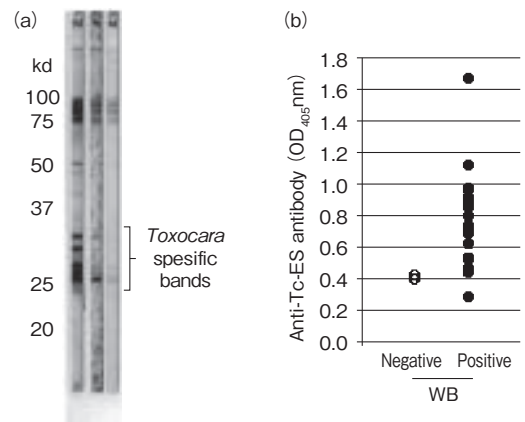 (a)
kd
100
75
50
37
25
20
Toxocara
spesific
bands
(b)
Anti-Tc-ES antibody (OD405nm)
1.8
1.6
1.4
1.2
1.0
0.8
0.6
0.4
0.2
0.0
Negative Positive
WB